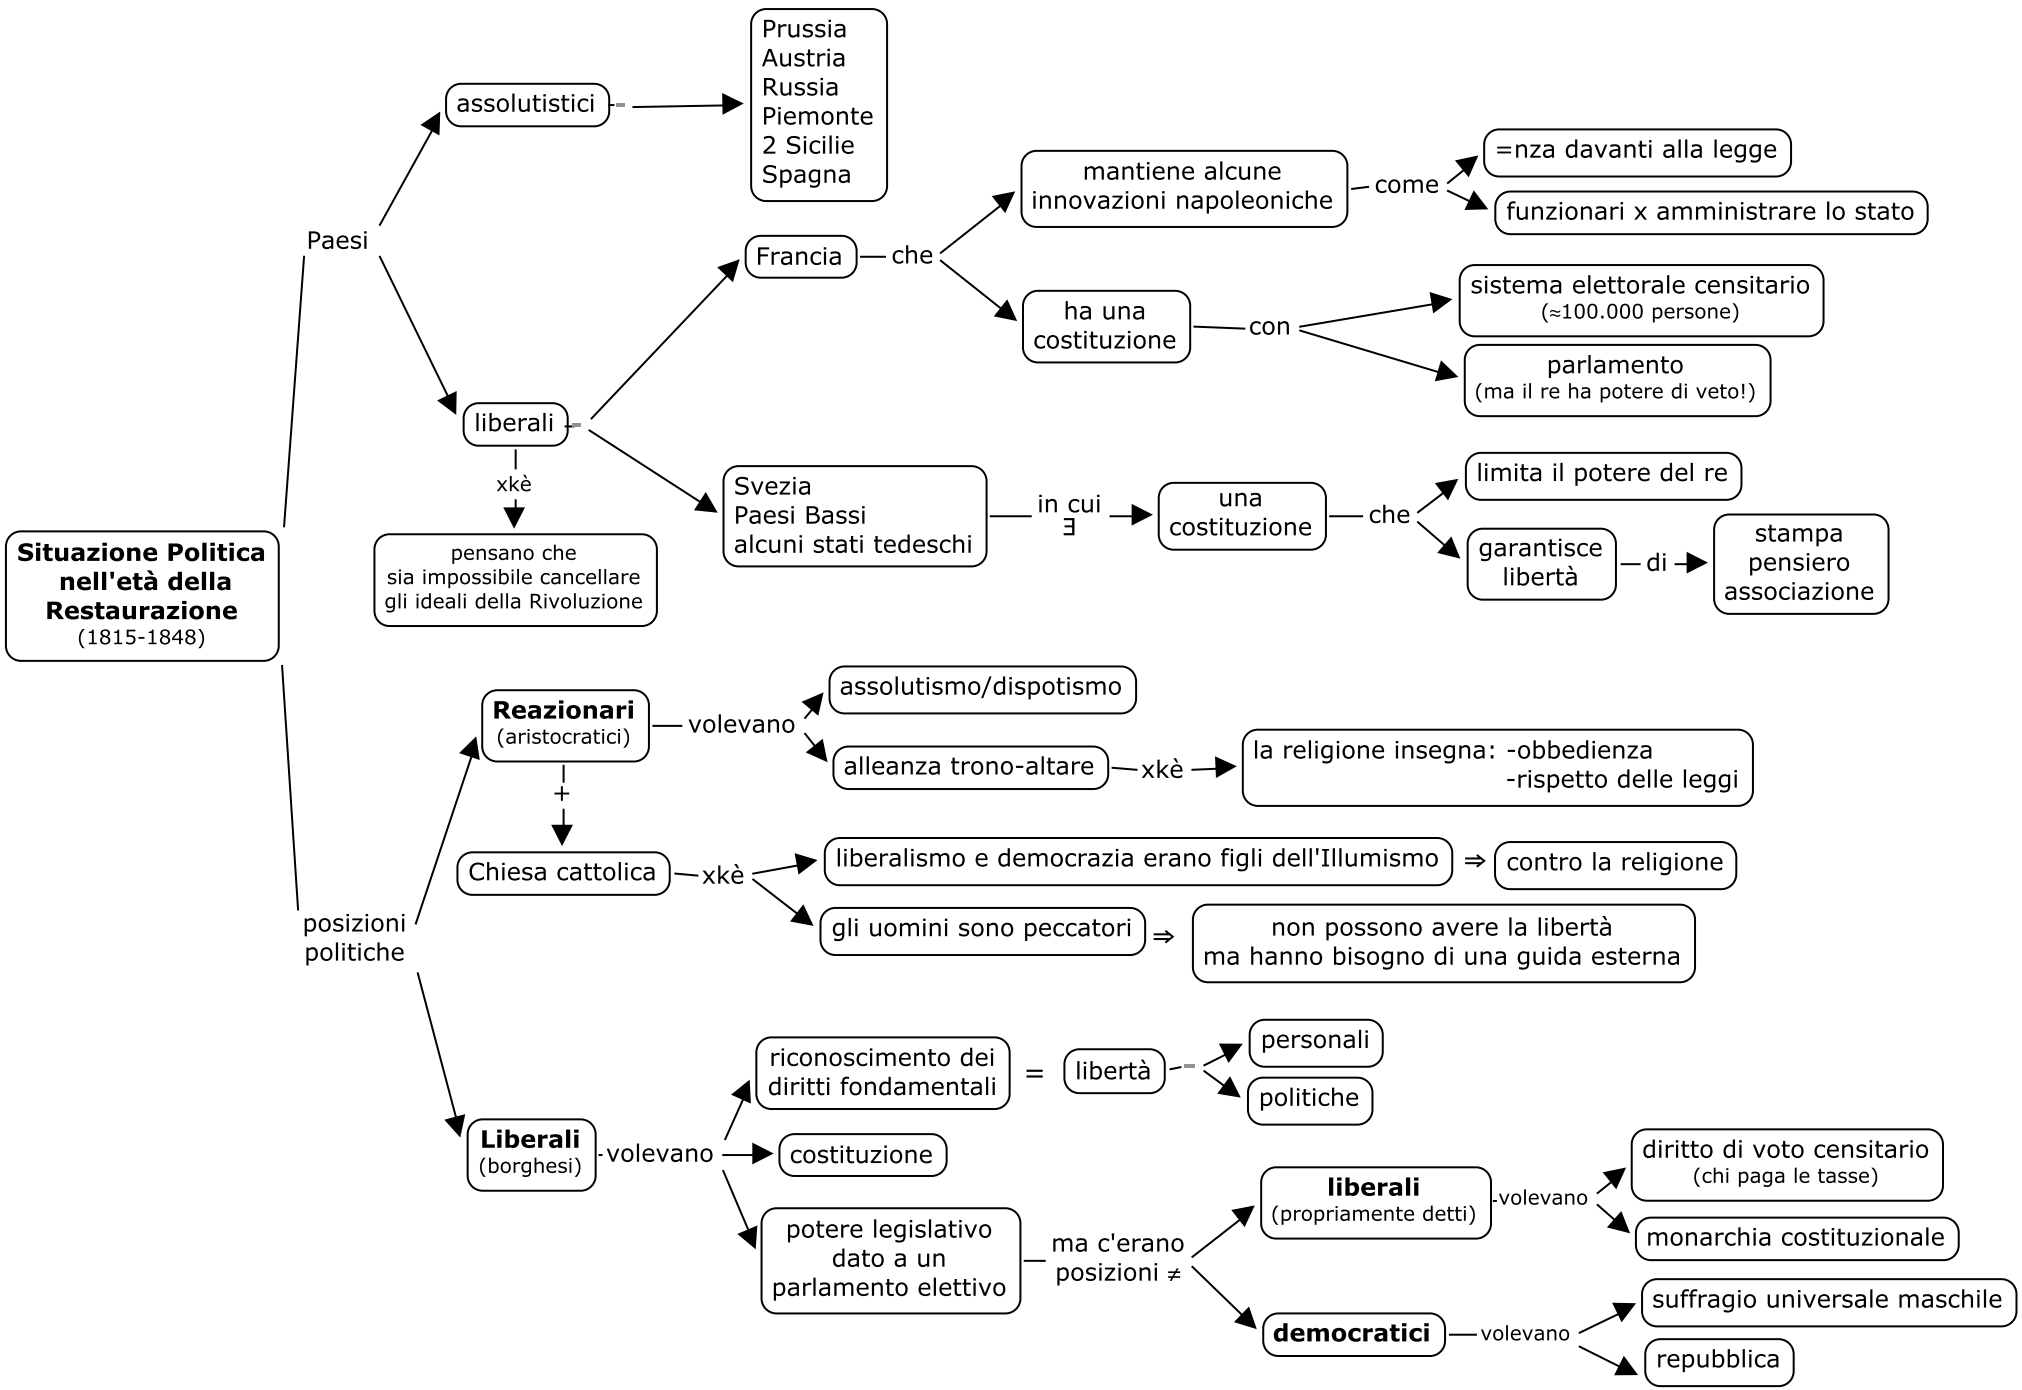 Situazione Politica
nell'età della
Restaurazione
(1815-1848)
Paesi
assolutistici
Prussia
Austria
Russia
Piemonte
2 Sicilie
Spagna
liberali
xkè
pensano che
sia impossibile cancellare
gli ideali della Rivoluzione
Francia
che
mantiene alcune
innovazioni napoleoniche
come
=nza davanti alla legge
funzionari x amministrare lo stato
ha una
costituzione
con
sistema elettorale censitario
(≈100.000 persone)
parlamento
(ma il re ha potere di veto!)
Svezia
Paesi Bassi
alcuni stati tedeschi
in cui
∃
una
costituzione
che
limita il potere del re
garantisce
libertà
di
stampa
pensiero
associazione
posizioni
politiche
Reazionari
(aristocratici)
volevano
assolutismo/dispotismo
alleanza trono-altare
xkè
la religione insegna: -obbedienza
-rispetto delle leggi
+
Chiesa cattolica
xkè
liberalismo e democrazia erano figli dell'Illumismo
⇒
contro la religione
gli uomini sono peccatori
⇒
non possono avere la libertà
ma hanno bisogno di una guida esterna
Liberali
(borghesi)
volevano
riconoscimento dei
diritti fondamentali
=
libertà
personali
politiche
costituzione
potere legislativo
dato a un
parlamento elettivo
ma c'erano
posizioni ≠
liberali
(propriamente detti)
volevano
diritto di voto censitario
(chi paga le tasse)
monarchia costituzionale
democratici
volevano
suffragio universale maschile
repubblica